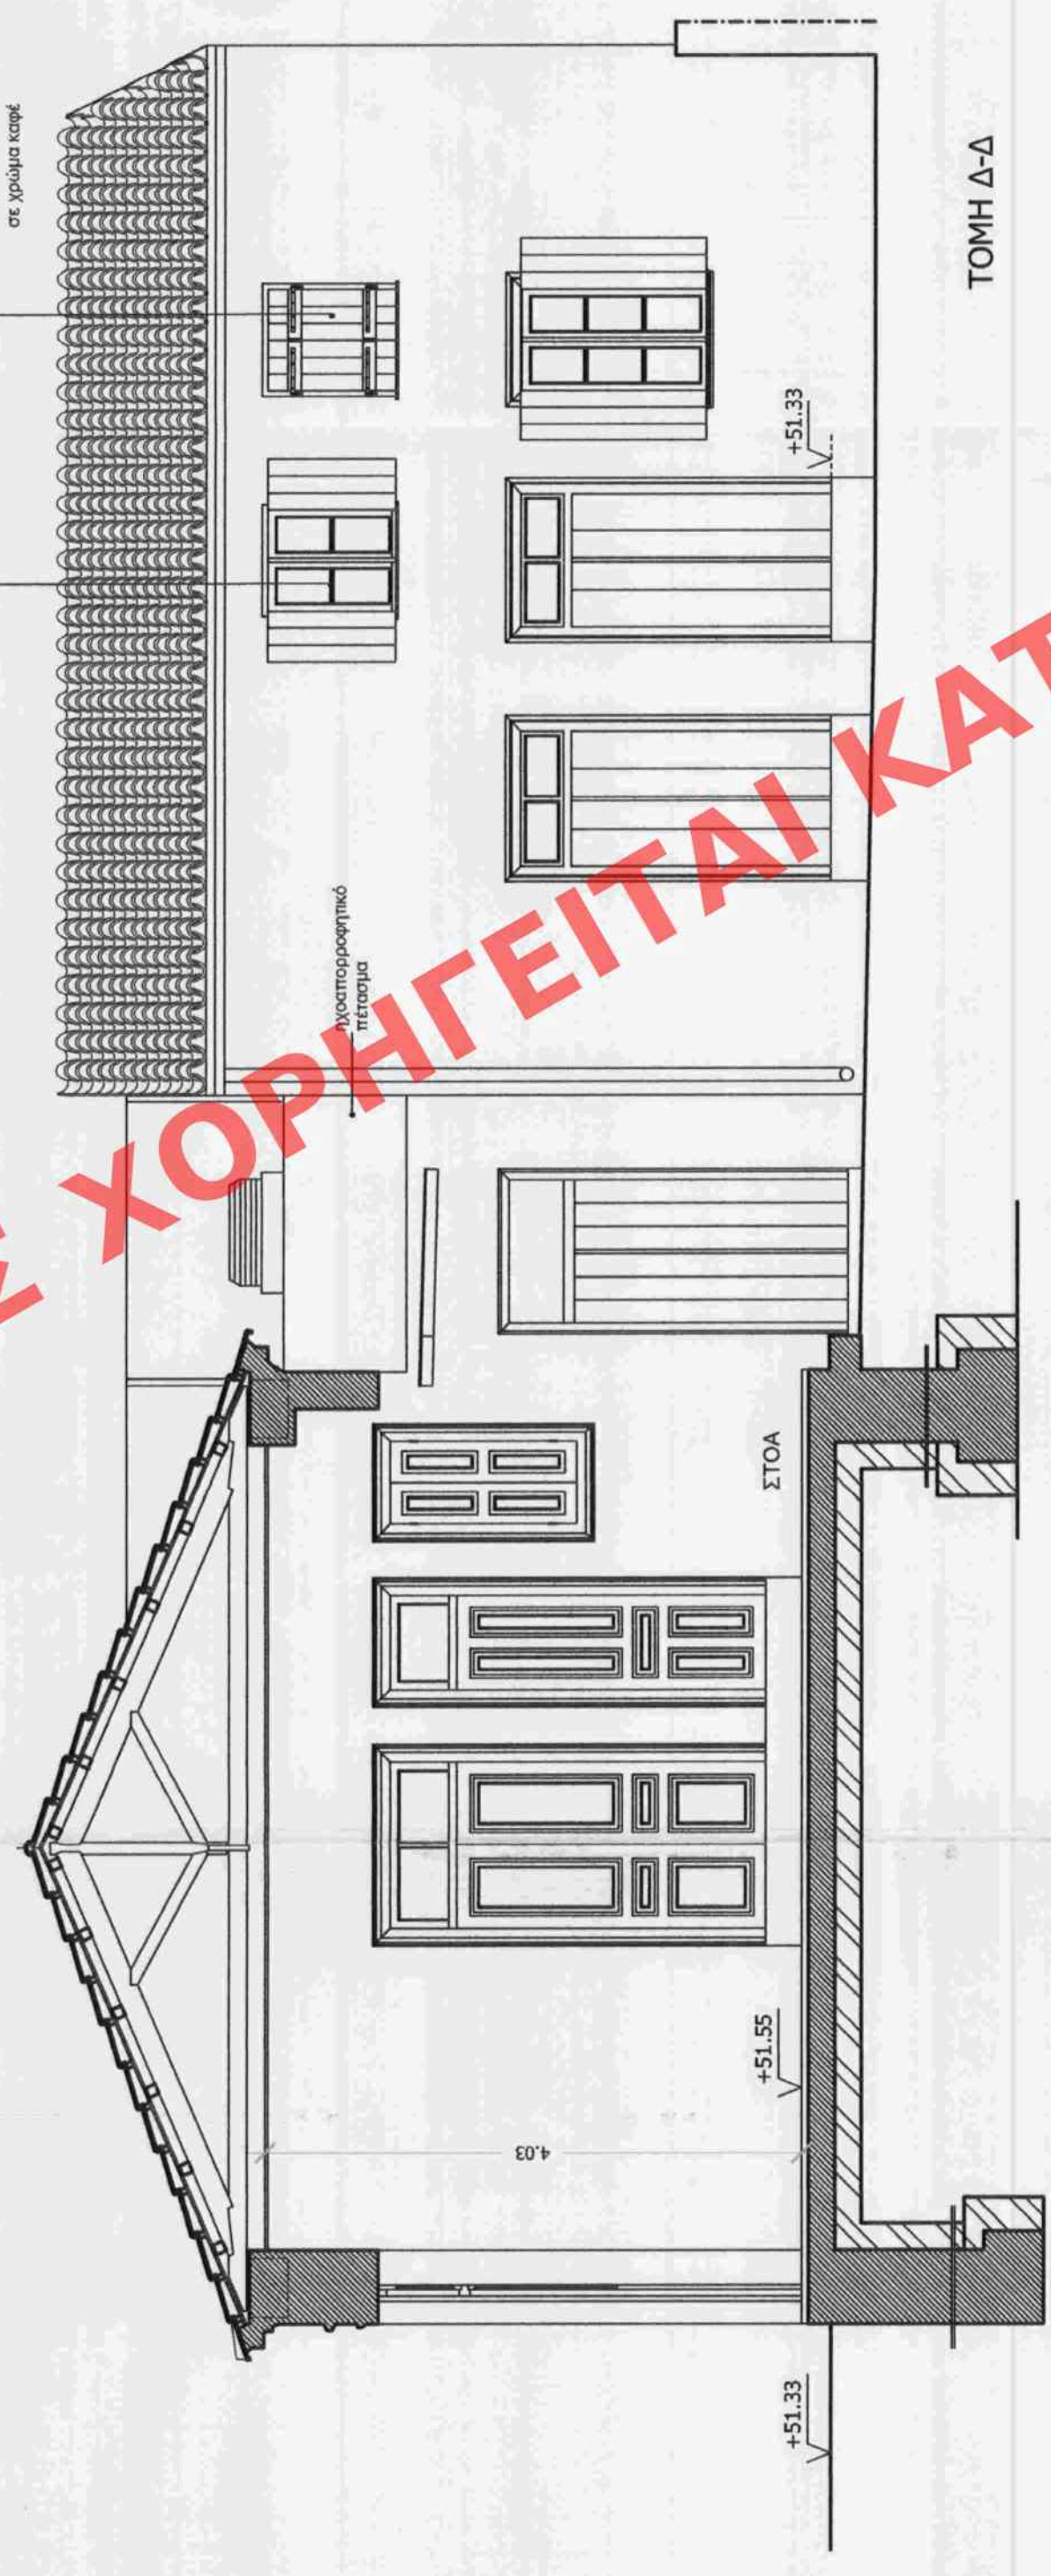 σε χρώμα καφέ
ηχοαπορροφητικό
πέτασμα
+51.33
ΣΤΟΑ
+51.55
4.03
+51.33
ΤΟΜΗ Δ-Δ
Σ ΧΟΡΗΓΕΙΤΑΙ ΚΑΤ